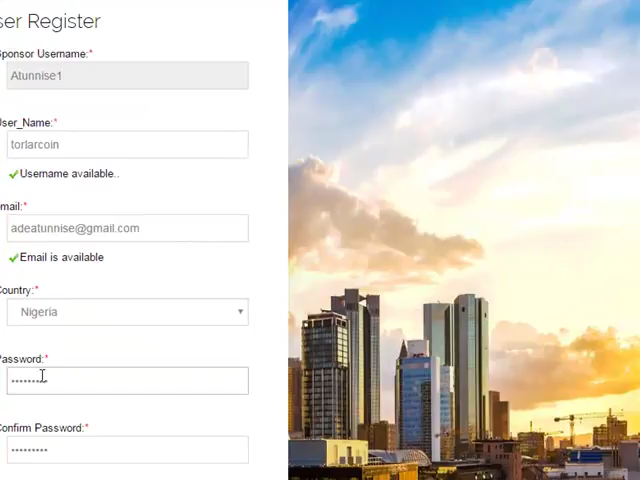 ser Register
Sponsor Username:*
Atunnise1
User_Name:*
torlarcoin
Username available..
mail:*
adeatunnise@gmail.com
Email is available
Country:*
Nigeria
Password:*
Confirm Password:*